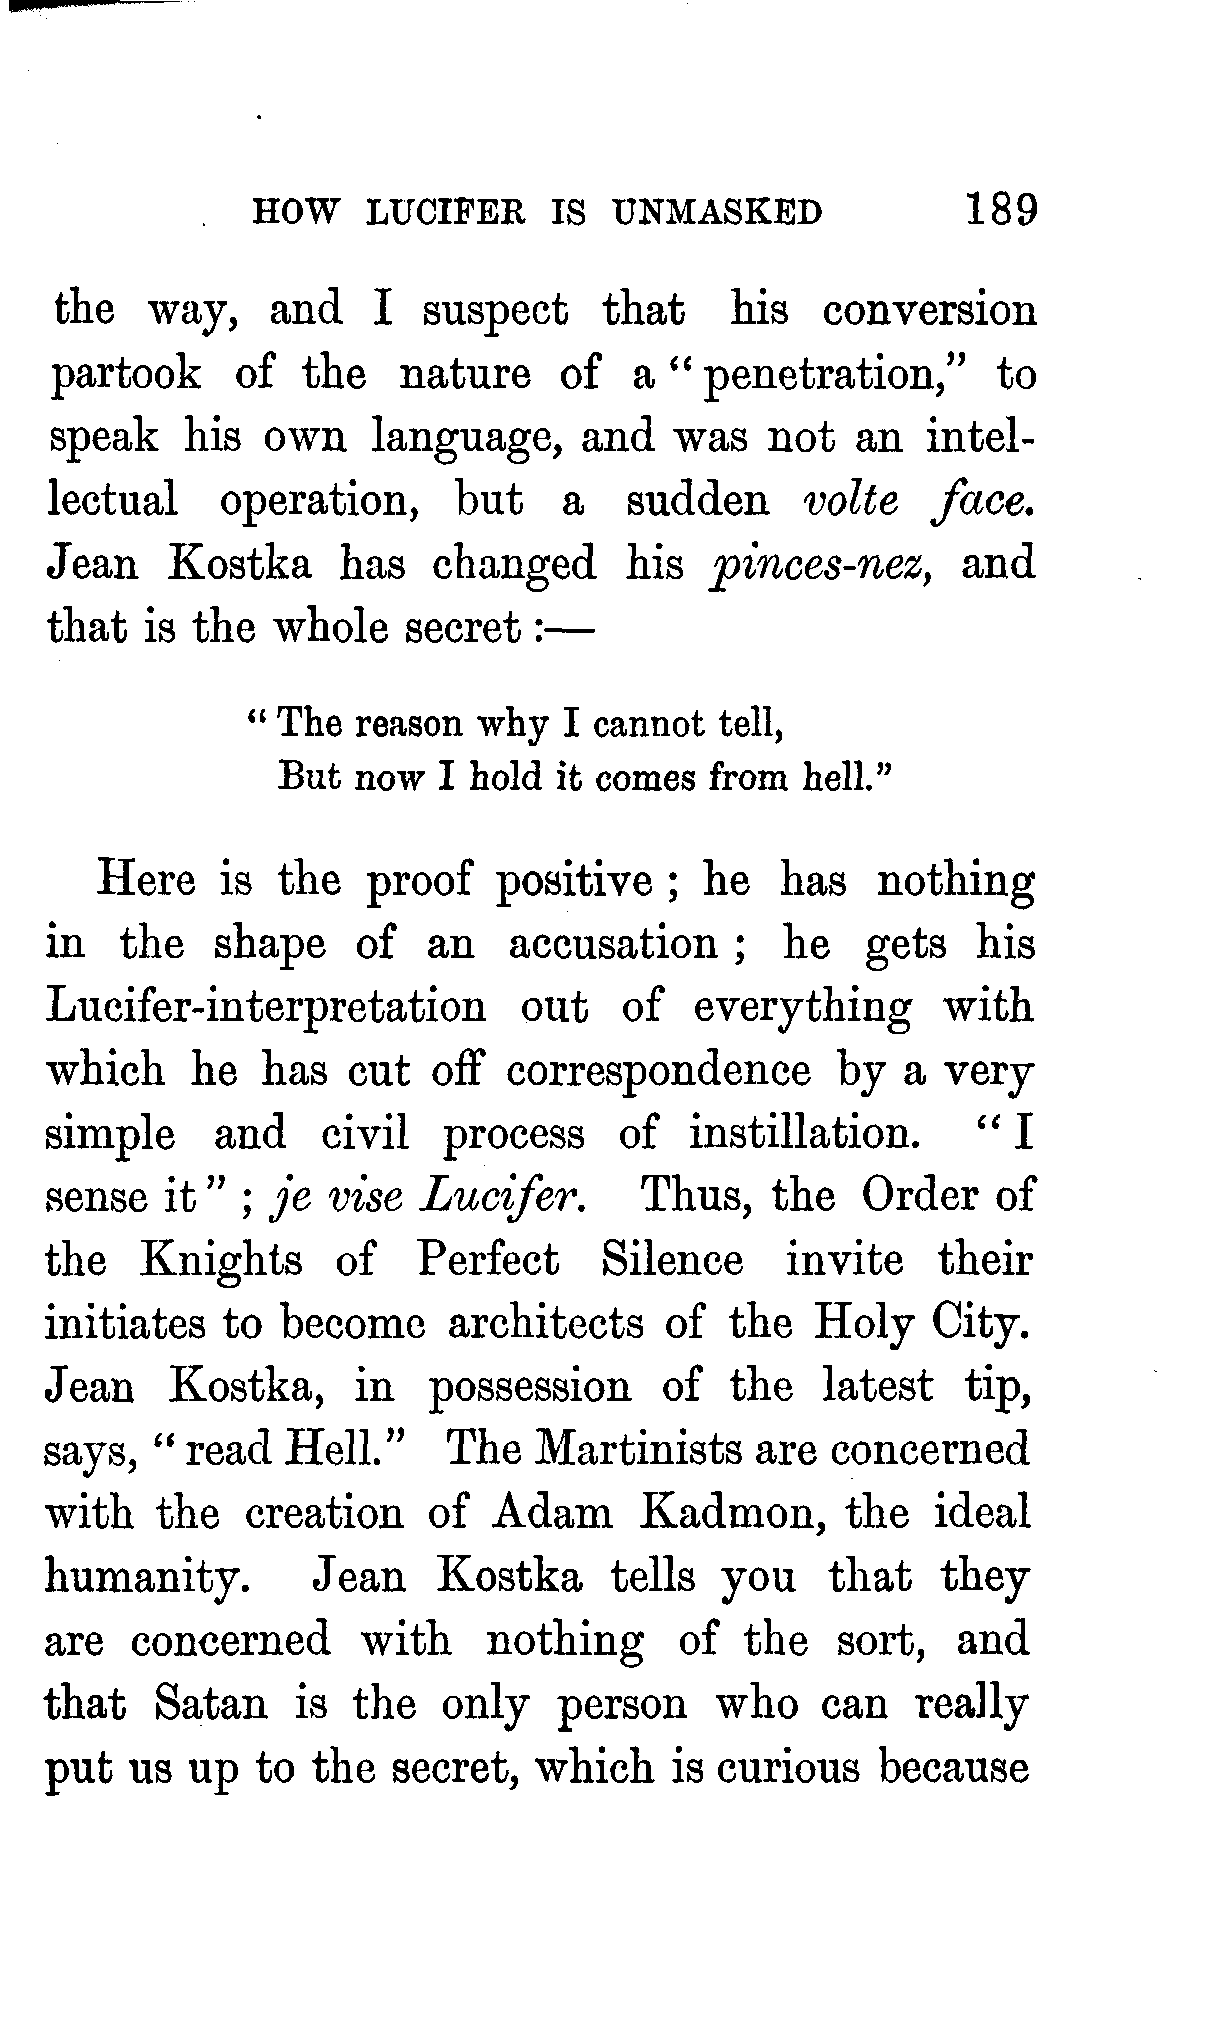 HOW LUCIFER IS UNMASKED 189
the way, and I suspect that his conversion
partook of the nature of a “ penetration,” to
speak his own language, and was not an intel-
lectual operation, but a sudden volte face.
Jean Kostka has changed his pinces-nez, and
that is the whole secret :—
“ The reason why I cannot tell,
But now I hold it comes from hell.”
Here is the proof positive ; he has nothing
in the shape of an accusation ; he gets his
Lucifer-interpretation out of everything with
which he has cut off correspondence by a very
simple and civil process of instillation. “ I
sense it ” ; je vise Lucifer. Thus, the Order of
the Knights of Perfect Silence invite their
initiates to become architects of the Holy City.
Jean Kostka, in possession of the latest tip,
says, “ read Hell.” The Martinists are concerned
with the creation of Adam Kadmon, the ideal
humanity. Jean Kostka tells you that they
are concerned with nothing of the sort, and
that Satan is the only person who can really
put us up to the secret, which is curious because